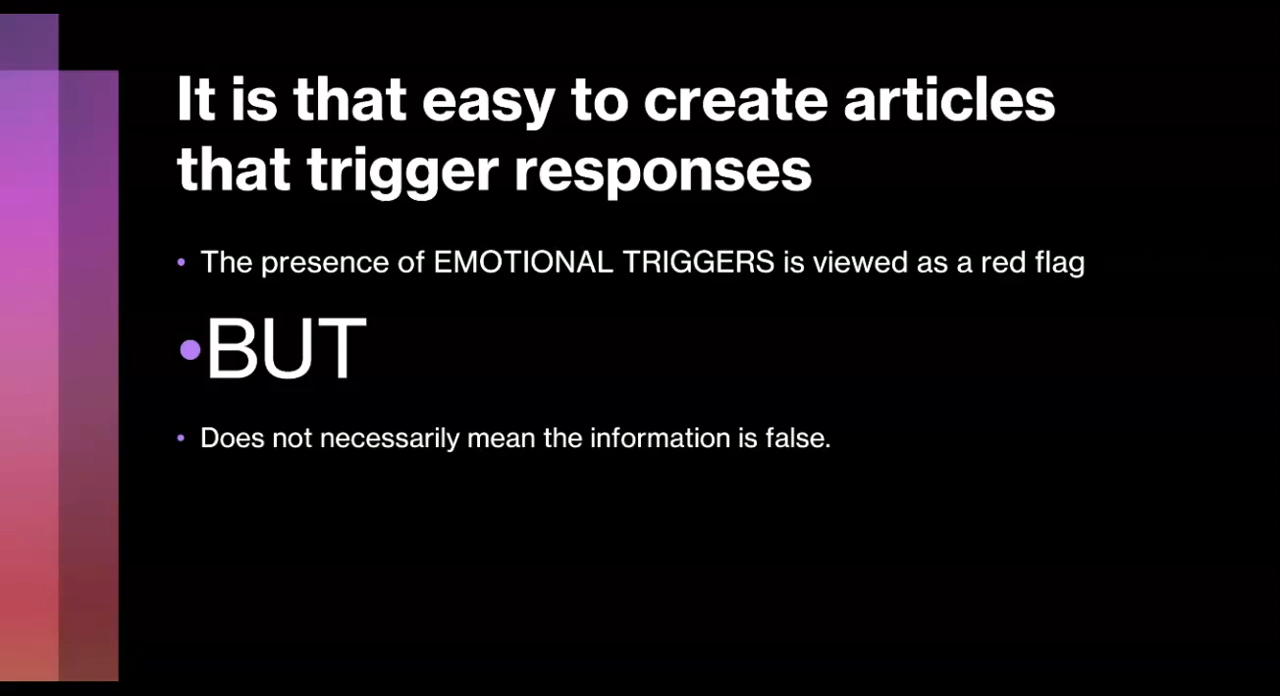 It is that easy to create articles
that trigger responses
• The presence of EMOTIONAL TRIGGERS is viewed as a red flag
•BUT
• Does not necessarily mean the information is false.